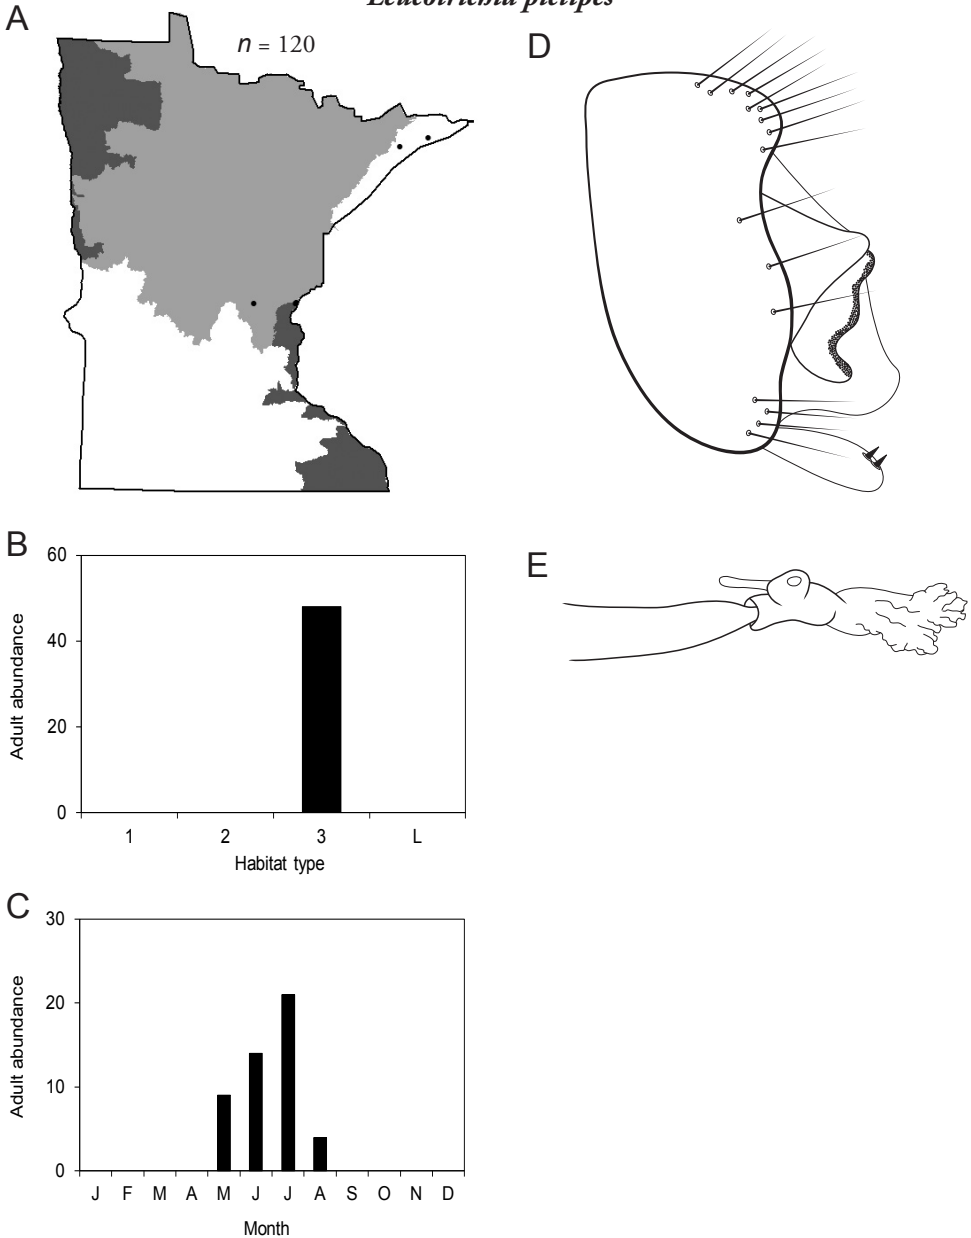 Leucotrichia pictipes
A
n = 120
D
B
60
40
20
0
Adult abundance
1 2 3 L
Habitat type
E
C
30
20
10
0
Adult abundance
J F M A M J J A S O N D
Month